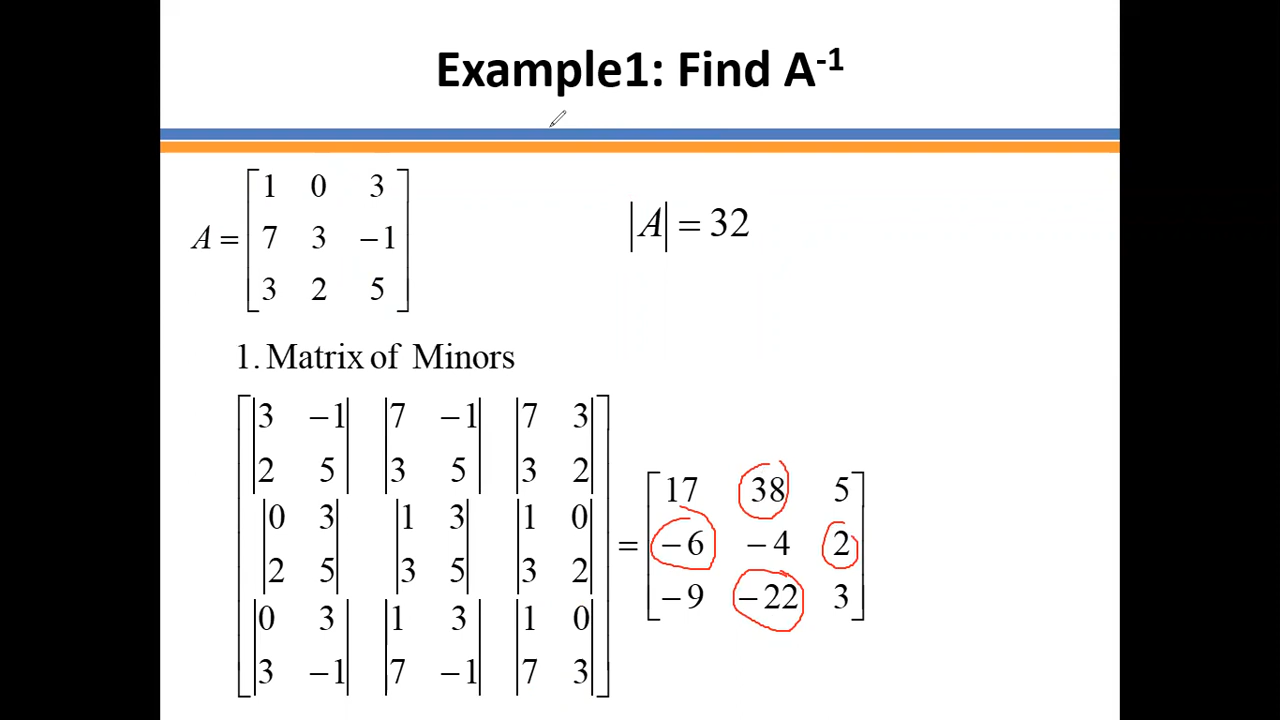 Example1: Find A⁻¹
A = [1 0 3
7 3 −1
3 2 5]
|A| = 32
1. Matrix of Minors
[|3 −1| |7 −1| |7 3|
|2 5| |3 5| |3 2|
|0 3| |1 3| |1 0|
|2 5| |3 5| |3 2|
|0 3| |1 3| |1 0|
|3 −1| |7 −1| |7 3|]
= [17 38 5
−6 −4 2
−9 −22 3]